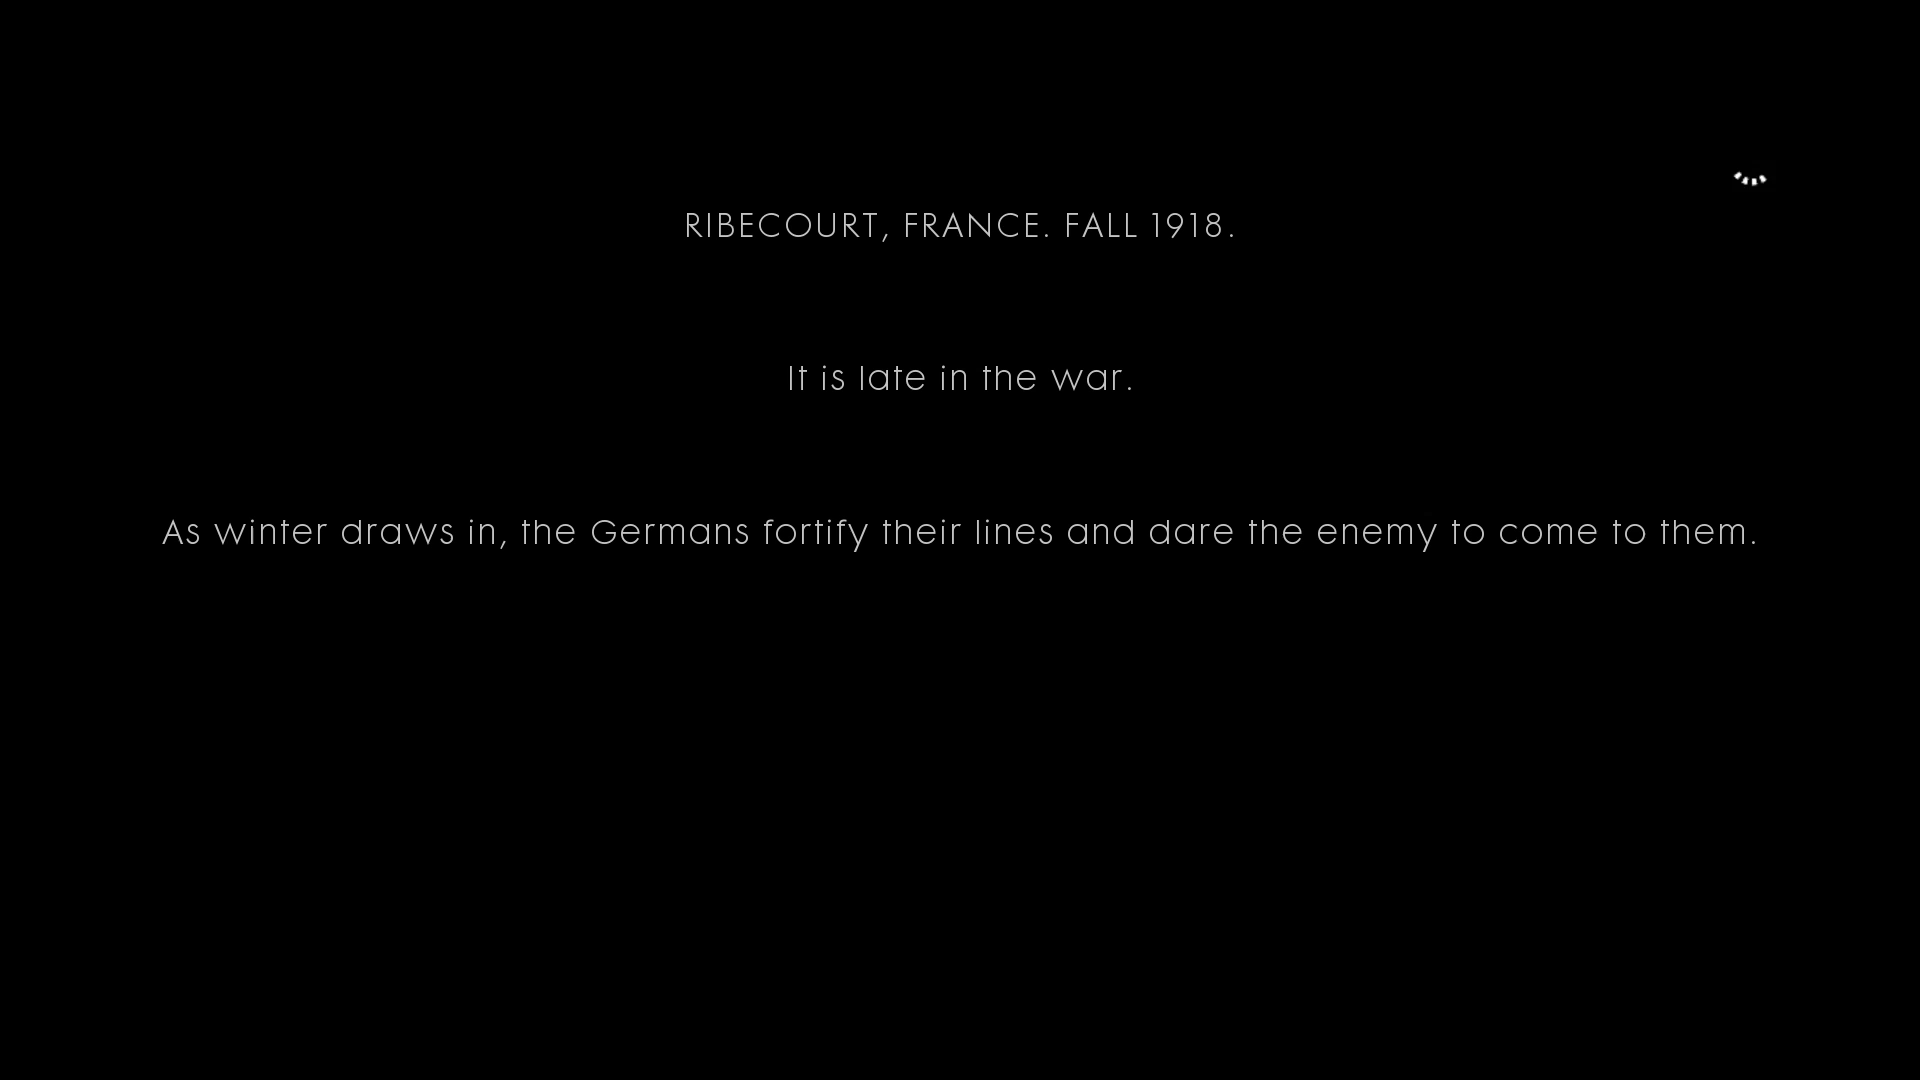 RIBECOURT, FRANCE. FALL 1918.
It is late in the war.
As winter draws in, the Germans fortify their lines and dare the enemy to come to them.